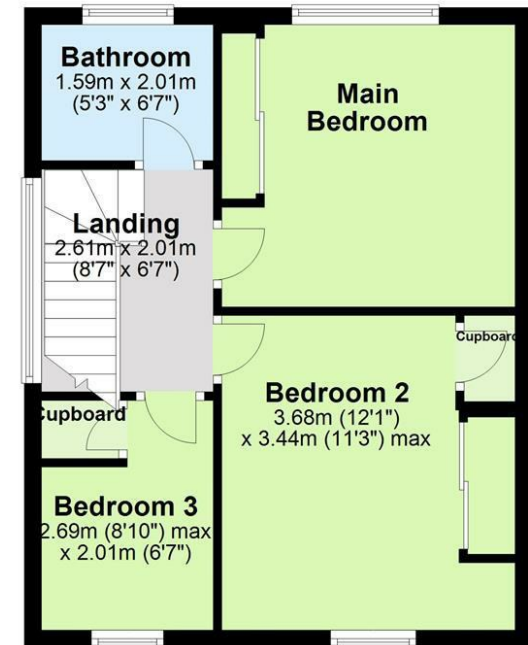 Bathroom
1.59m x 2.01m
(5'3" x 6'7")
Main
Bedroom
Landing
2.61m x 2.01m
(8'7" x 6'7")
Cupboard
Bedroom 2
3.68m (12'1")
x 3.44m (11'3") max
Cupboard
Bedroom 3
2.69m (8'10") max
x 2.01m (6'7")